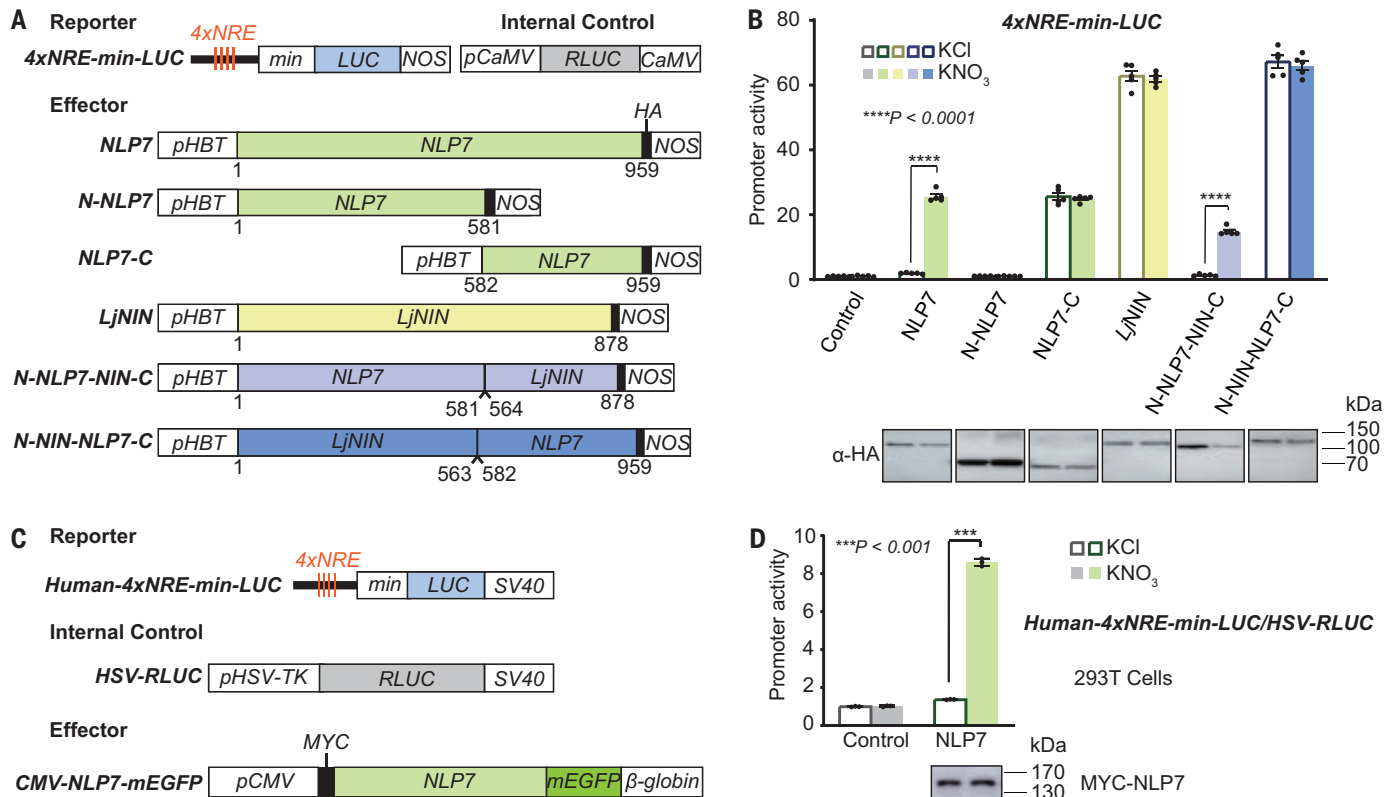 A
Reporter
Internal Control
4xNRE
4xNRE-min-LUC
min
LUC
NOS
pCaMV
RLUC
CaMV
Effector
HA
NLP7
pHBT
NLP7
NOS
1
959
N-NLP7
pHBT
NLP7
NOS
1
581
NLP7-C
pHBT
NLP7
NOS
582
959
LjNIN
pHBT
LjNIN
NOS
1
878
N-NLP7-NIN-C
pHBT
NLP7
LjNIN
NOS
1
581
564
878
N-NIN-NLP7-C
pHBT
LjNIN
NLP7
NOS
1
563
582
959
B
4xNRE-min-LUC
KCl
KNO3
****P < 0.0001
Promoter activity
80
60
40
20
0
****
****
Control
NLP7
N-NLP7
NLP7-C
LjNIN
N-NLP7-NIN-C
N-NIN-NLP7-C
α-HA
kDa
150
100
70
C
Reporter
4xNRE
Human-4xNRE-min-LUC
min
LUC
SV40
Internal Control
HSV-RLUC
pHSV-TK
RLUC
SV40
Effector
MYC
CMV-NLP7-mEGFP
pCMV
NLP7
mEGFP
β-globin
D
***P < 0.001
***
KCl
KNO3
Promoter activity
10
8
6
4
2
0
Human-4xNRE-min-LUC/HSV-RLUC
293T Cells
Control
NLP7
kDa
170
130
MYC-NLP7